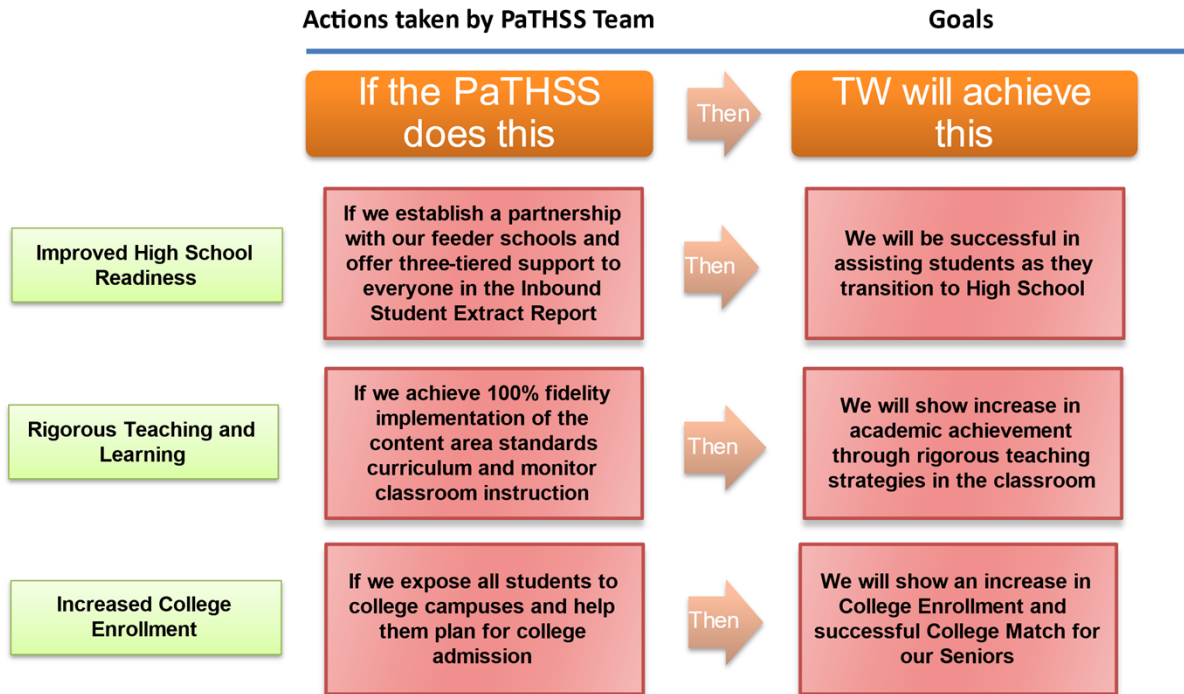 Actions taken by PaTHSS Team
Goals
If the PaTHSS
does this
Then
TW will achieve
this
Improved High School
Readiness
If we establish a partnership
with our feeder schools and
offer three-tiered support to
everyone in the Inbound
Student Extract Report
Then
We will be successful in
assisting students as they
transition to High School
Rigorous Teaching and
Learning
If we achieve 100% fidelity
implementation of the
content area standards
curriculum and monitor
classroom instruction
Then
We will show increase in
academic achievement
through rigorous teaching
strategies in the classroom
Increased College
Enrollment
If we expose all students to
college campuses and help
them plan for college
admission
Then
We will show an increase in
College Enrollment and
successful College Match for
our Seniors